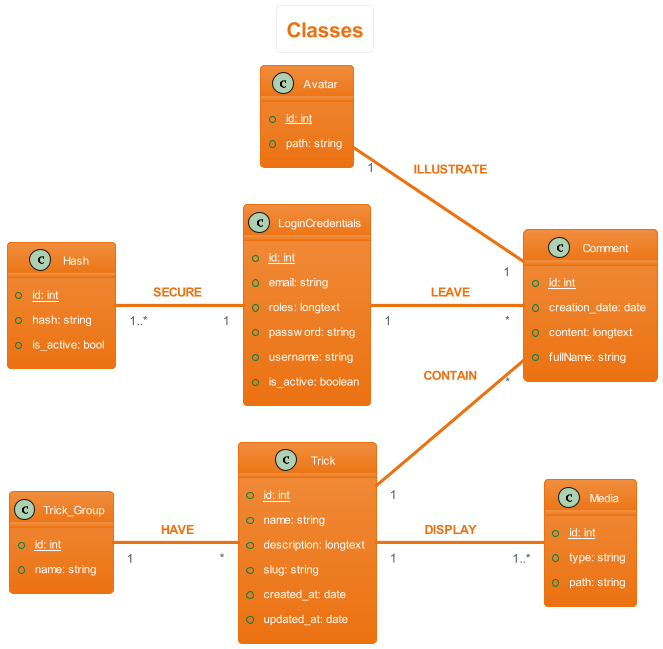 Classes
C Avatar
id: int
path: string
1
ILLUSTRATE
1
C LoginCredentials
id: int
email: string
roles: longtext
password: string
username: string
is_active: boolean
C Hash
id: int
hash: string
is_active: bool
SECURE
1..*
1
LEAVE
1
*
C Comment
id: int
creation_date: date
content: longtext
fullName: string
CONTAIN
*
1
C Trick
id: int
name: string
description: longtext
slug: string
created_at: date
updated_at: date
C Trick_Group
id: int
name: string
HAVE
1
*
DISPLAY
1
1..*
C Media
id: int
type: string
path: string